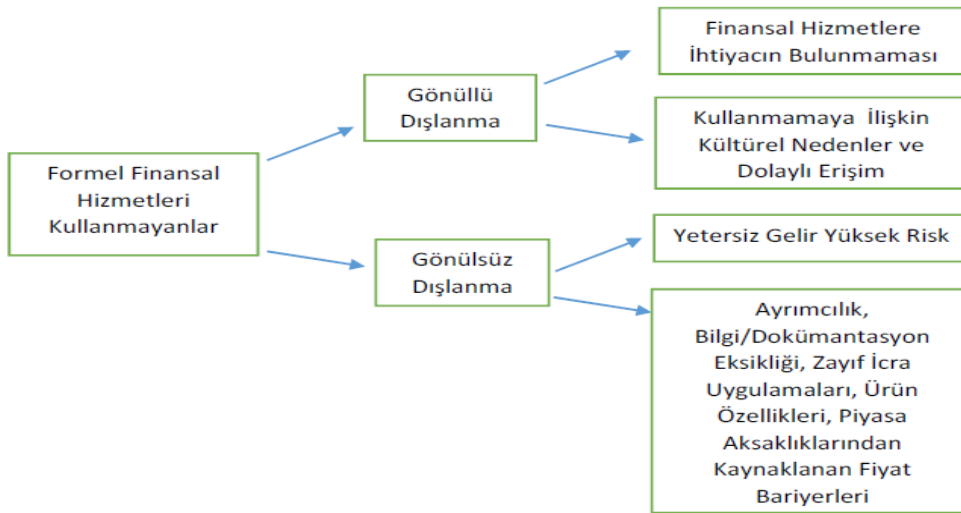 Formel Finansal
Hizmetleri
Kullanmayanlar
Gönüllü
Dışlanma
Finansal Hizmetlere
İhtiyacın Bulunmaması
Kullanmamaya İlişkin
Kültürel Nedenler ve
Dolaylı Erişim
Gönülsüz
Dışlanma
Yetersiz Gelir Yüksek Risk
Ayrımcılık,
Bilgi/Dokümantasyon
Eksikliği, Zayıf İcra
Uygulamaları, Ürün
Özellikleri, Piyasa
Aksaklıklarından
Kaynaklanan Fiyat
Bariyerleri